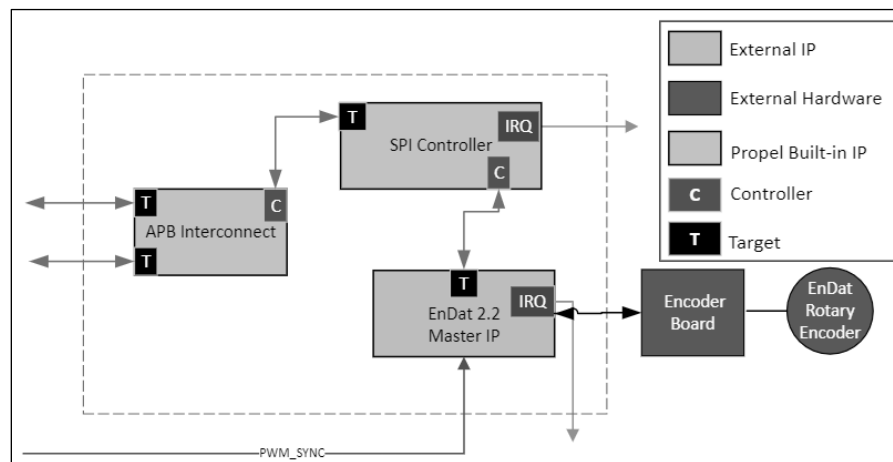 External IP
External Hardware
Propel Built-in IP
C
Controller
T
Target
T
IRQ
SPI Controller
C
T
C
APB Interconnect
T
T
IRQ
EnDat 2.2
Master IP
Encoder
Board
EnDat
Rotary
Encoder
PWM_SYNC